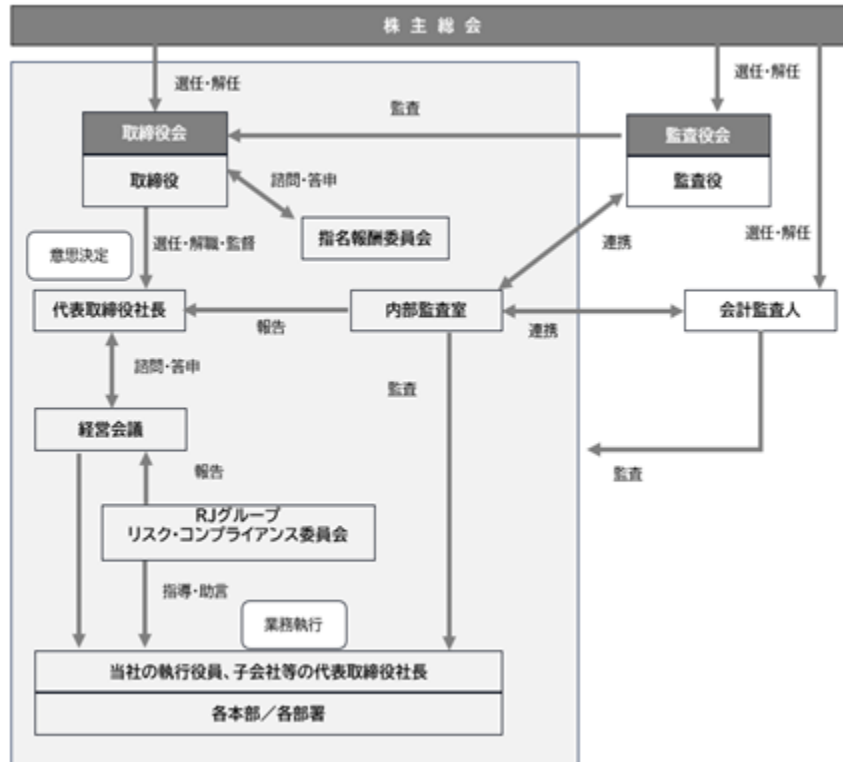 株主総会
選任・解任
選任・解任
監査
取締役会
監査役会
取締役
諮問・答申
監査役
指名報酬委員会
選任・解職・監督
連携
選任・解任
意思決定
代表取締役社長
内部監査室
会計監査人
報告
連携
諮問・答申
監査
経営会議
報告
監査
RJグループ
リスク・コンプライアンス委員会
指導・助言
業務執行
当社の執行役員、子会社等の代表取締役社長
各本部／各部署